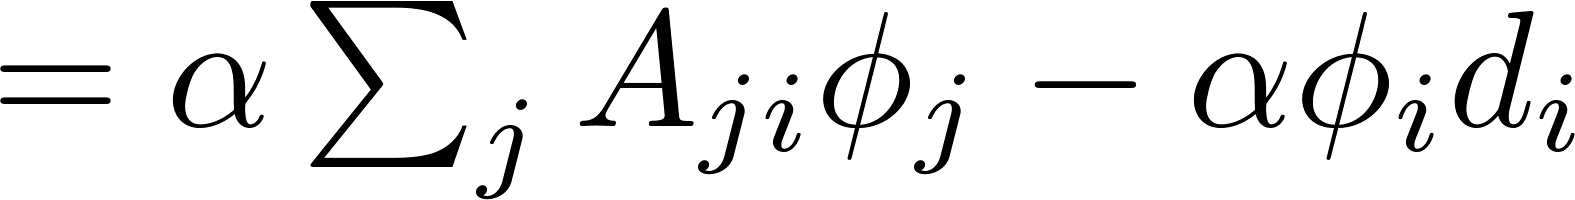 = α ∑_j A_{ji} ϕ_j − α ϕ_i d_i